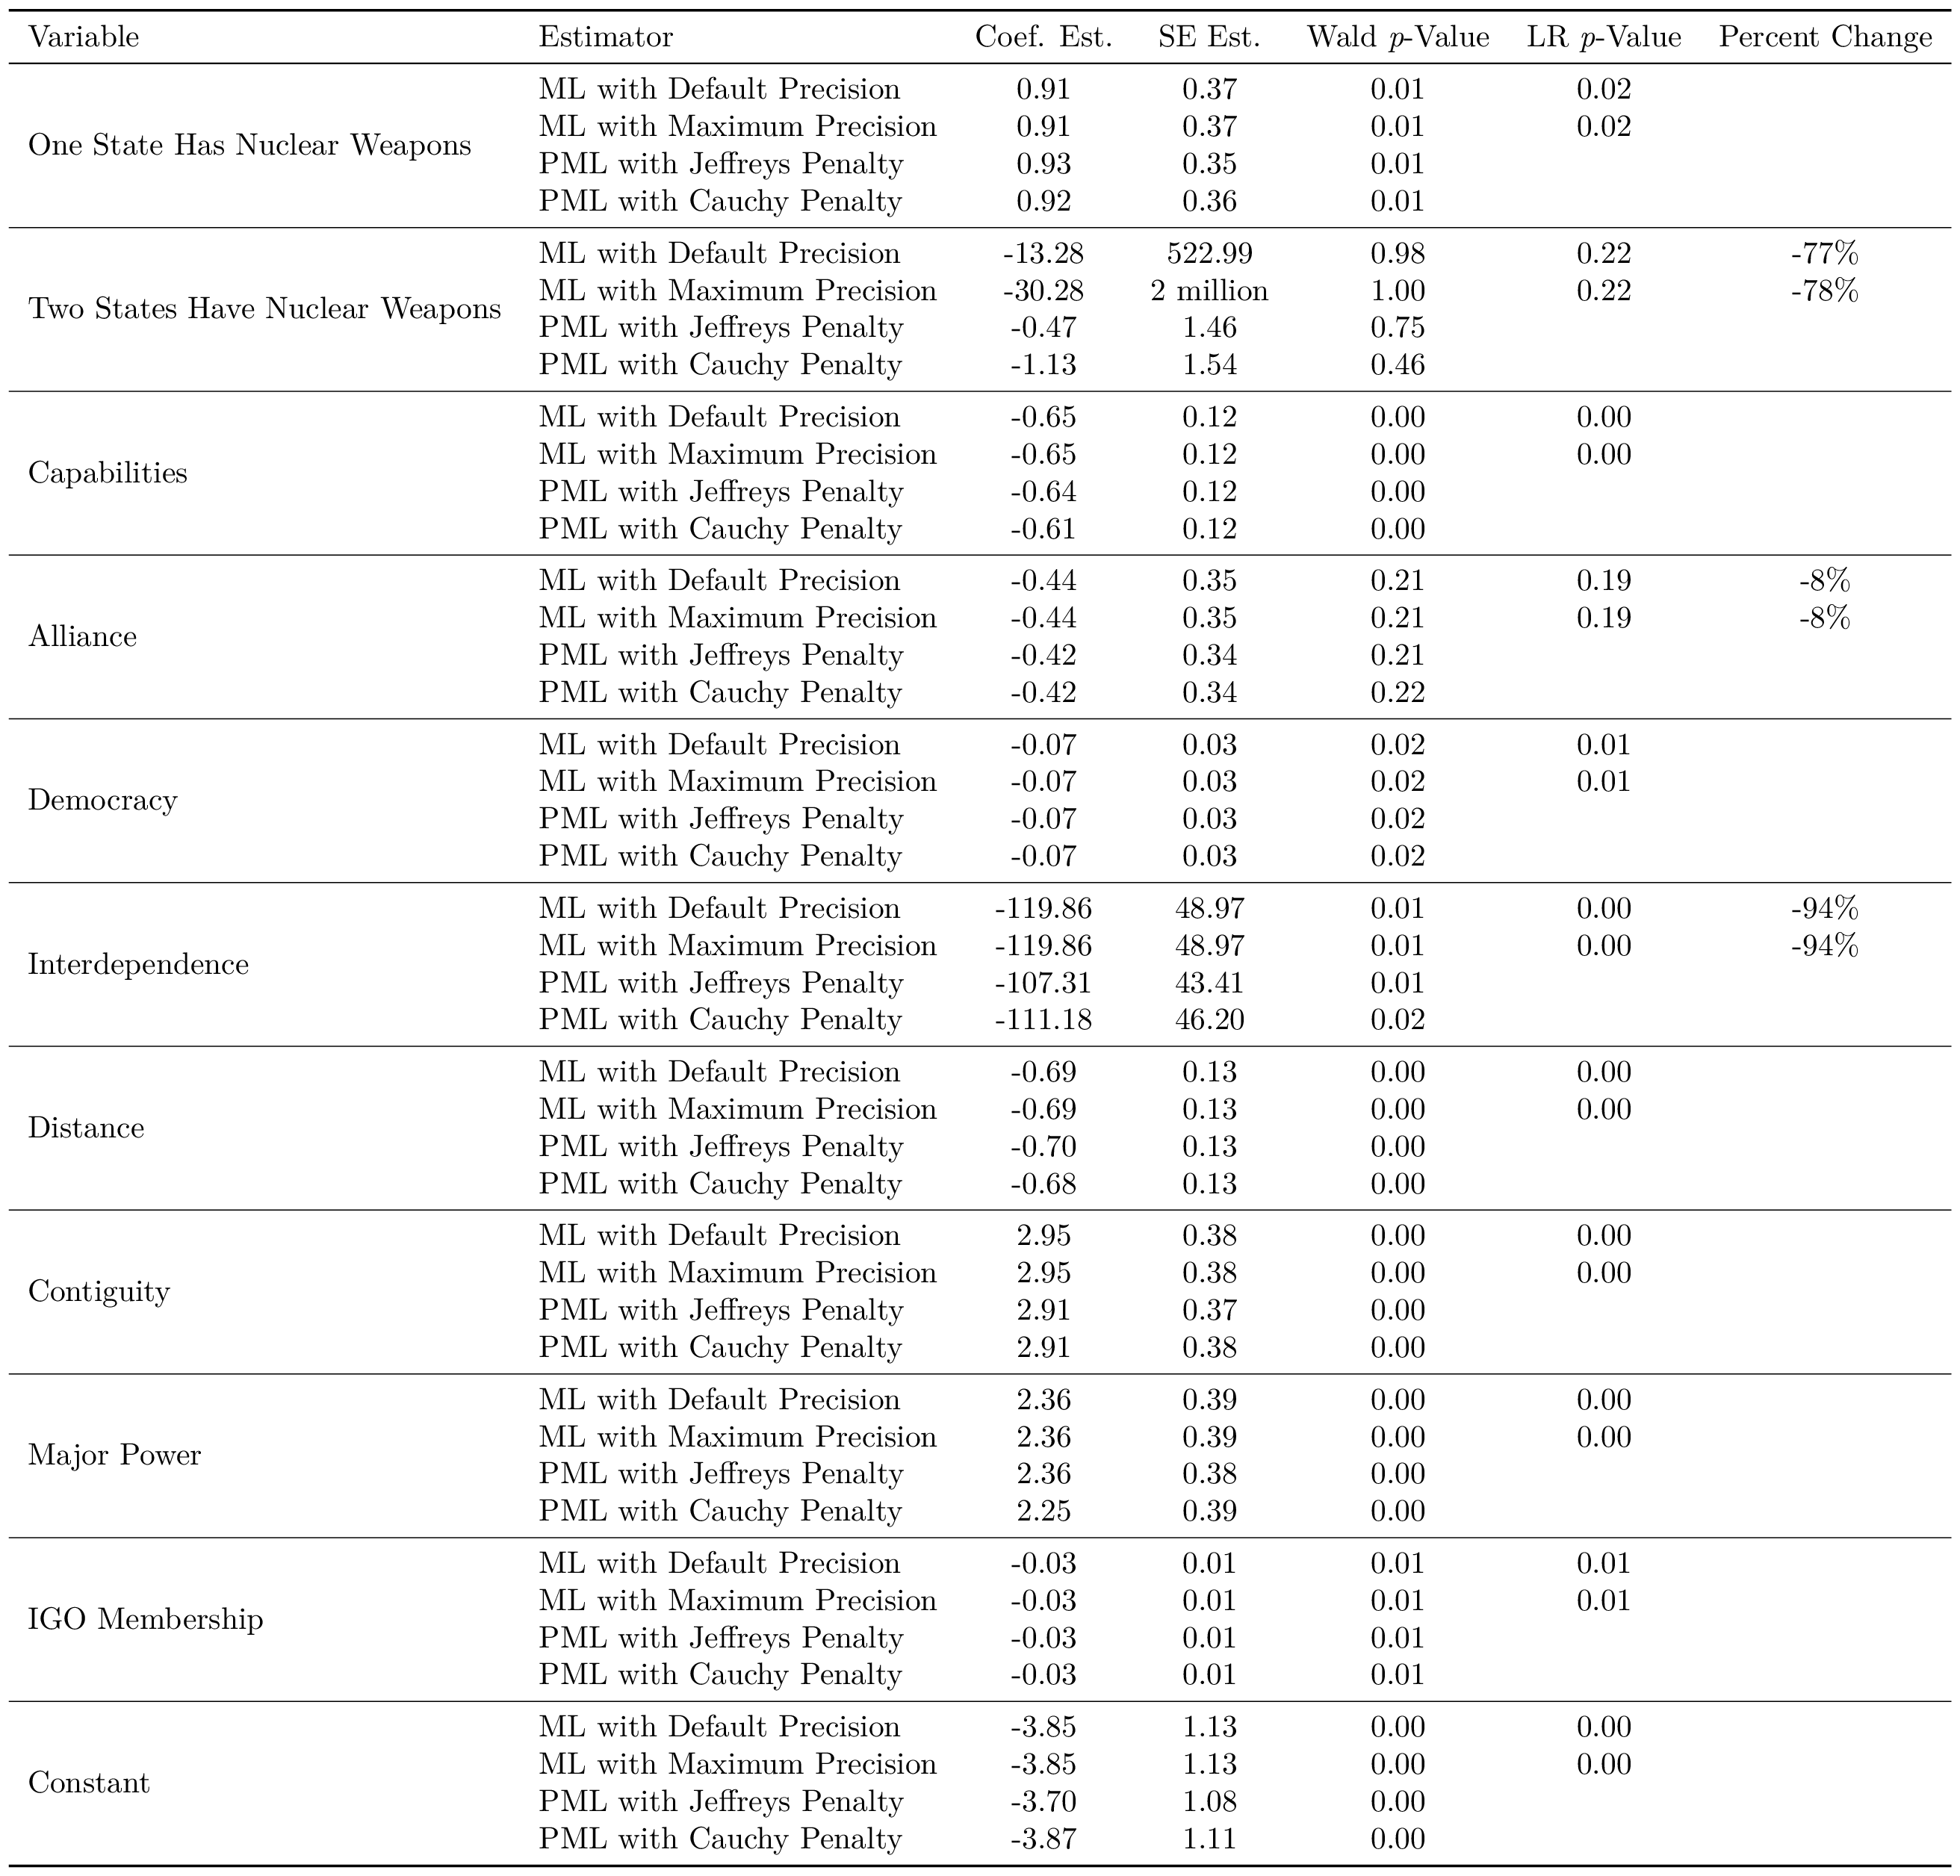 Variable Estimator Coef. Est. SE Est. Wald p-Value LR p-Value Percent Change
One State Has Nuclear Weapons
ML with Default Precision 0.91 0.37 0.01 0.02
ML with Maximum Precision 0.91 0.37 0.01 0.02
PML with Jeffreys Penalty 0.93 0.35 0.01
PML with Cauchy Penalty 0.92 0.36 0.01
Two States Have Nuclear Weapons
ML with Default Precision -13.28 522.99 0.98 0.22 -77%
ML with Maximum Precision -30.28 2 million 1.00 0.22 -78%
PML with Jeffreys Penalty -0.47 1.46 0.75
PML with Cauchy Penalty -1.13 1.54 0.46
Capabilities
ML with Default Precision -0.65 0.12 0.00 0.00
ML with Maximum Precision -0.65 0.12 0.00 0.00
PML with Jeffreys Penalty -0.64 0.12 0.00
PML with Cauchy Penalty -0.61 0.12 0.00
Alliance
ML with Default Precision -0.44 0.35 0.21 0.19 -8%
ML with Maximum Precision -0.44 0.35 0.21 0.19 -8%
PML with Jeffreys Penalty -0.42 0.34 0.21
PML with Cauchy Penalty -0.42 0.34 0.22
Democracy
ML with Default Precision -0.07 0.03 0.02 0.01
ML with Maximum Precision -0.07 0.03 0.02 0.01
PML with Jeffreys Penalty -0.07 0.03 0.02
PML with Cauchy Penalty -0.07 0.03 0.02
Interdependence
ML with Default Precision -119.86 48.97 0.01 0.00 -94%
ML with Maximum Precision -119.86 48.97 0.01 0.00 -94%
PML with Jeffreys Penalty -107.31 43.41 0.01
PML with Cauchy Penalty -111.18 46.20 0.02
Distance
ML with Default Precision -0.69 0.13 0.00 0.00
ML with Maximum Precision -0.69 0.13 0.00 0.00
PML with Jeffreys Penalty -0.70 0.13 0.00
PML with Cauchy Penalty -0.68 0.13 0.00
Contiguity
ML with Default Precision 2.95 0.38 0.00 0.00
ML with Maximum Precision 2.95 0.38 0.00 0.00
PML with Jeffreys Penalty 2.91 0.37 0.00
PML with Cauchy Penalty 2.91 0.38 0.00
Major Power
ML with Default Precision 2.36 0.39 0.00 0.00
ML with Maximum Precision 2.36 0.39 0.00 0.00
PML with Jeffreys Penalty 2.36 0.38 0.00
PML with Cauchy Penalty 2.25 0.39 0.00
IGO Membership
ML with Default Precision -0.03 0.01 0.01 0.01
ML with Maximum Precision -0.03 0.01 0.01 0.01
PML with Jeffreys Penalty -0.03 0.01 0.01
PML with Cauchy Penalty -0.03 0.01 0.01
Constant
ML with Default Precision -3.85 1.13 0.00 0.00
ML with Maximum Precision -3.85 1.13 0.00 0.00
PML with Jeffreys Penalty -3.70 1.08 0.00
PML with Cauchy Penalty -3.87 1.11 0.00